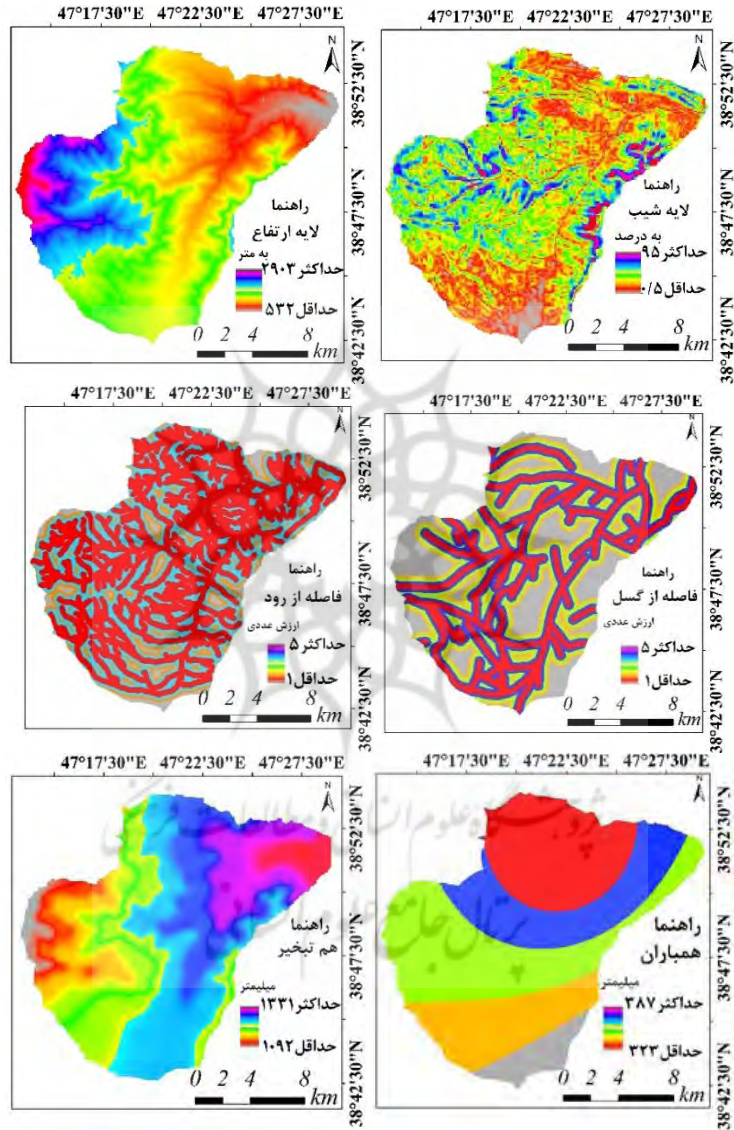 47°17'30"E 47°22'30"E 47°27'30"E
N
38°52'30"N
38°47'30"N
38°42'30"N
راهنما
لایه ارتفاع
به متر
حداکثر ۲۹۰۳
حداقل ۵۳۲
0 2 4 8
km
47°17'30"E 47°22'30"E 47°27'30"E
N
38°52'30"N
38°47'30"N
38°42'30"N
راهنما
لایه شیب
به درصد
حداکثر ۹۵
حداقل ۰/۵
0 2 4 8
km
47°17'30"E 47°22'30"E 47°27'30"E
N
38°52'30"N
38°47'30"N
38°42'30"N
راهنما
فاصله از رود
ارزش عددی
حداکثر ۵
حداقل ۱
0 2 4 8
km
47°17'30"E 47°22'30"E 47°27'30"E
N
38°52'30"N
38°47'30"N
38°42'30"N
راهنما
فاصله از گسل
ارزش عددی
حداکثر ۵
حداقل ۱
0 2 4 8
km
47°17'30"E 47°22'30"E 47°27'30"E
N
38°52'30"N
38°47'30"N
38°42'30"N
راهنما
هم تبخیر
میلیمتر
حداکثر ۱۳۳۱
حداقل ۱۰۹۲
0 2 4 8
km
47°17'30"E 47°22'30"E 47°27'30"E
N
38°52'30"N
38°47'30"N
38°42'30"N
راهنما
همباران
میلیمتر
حداکثر ۳۸۷
حداقل ۳۲۳
0 2 4 8
km
پژوهشگاه علوم انسانی و مطالعات فرهنگی
پرتال جامع علوم انسانی